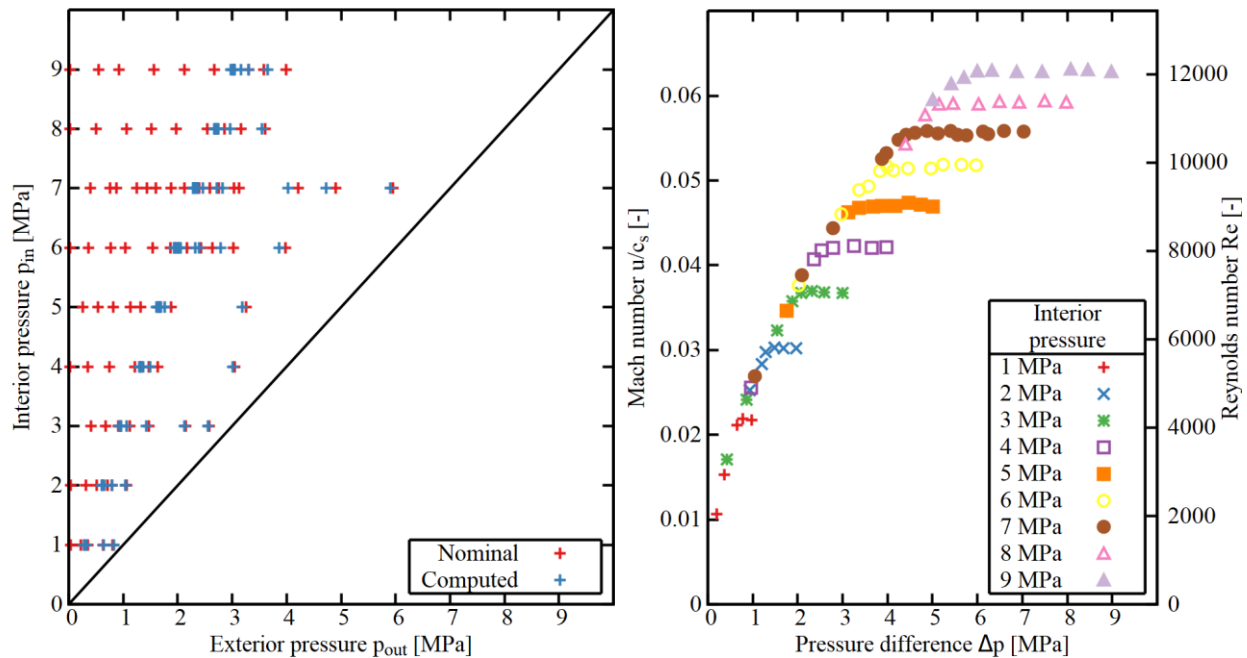 9
8
7
6
5
4
3
2
1
0
Interior pressure p_in [MPa]
0 1 2 3 4 5 6 7 8 9
Exterior pressure p_out [MPa]
Nominal
Computed
0.06
0.05
0.04
0.03
0.02
0.01
0
Mach number u/c_s [-]
0 1 2 3 4 5 6 7 8 9
Pressure difference Δp [MPa]
12000
10000
8000
6000
4000
2000
0
Reynolds number Re [-]
Interior
pressure
1 MPa
2 MPa
3 MPa
4 MPa
5 MPa
6 MPa
7 MPa
8 MPa
9 MPa